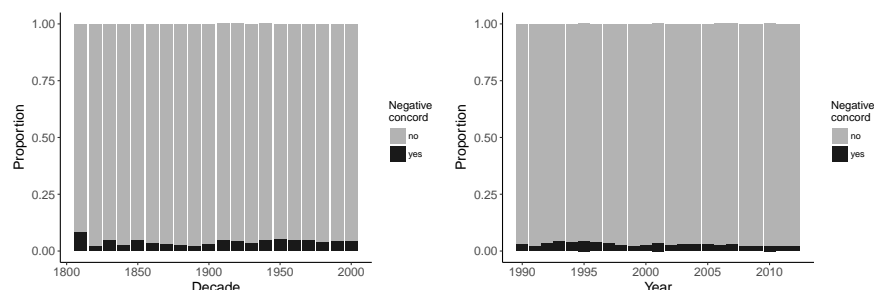 1.00
0.75
0.50
0.25
0.00
Proportion
1800
1850
1900
1950
2000
Decade
Negative
concord
no
yes
1.00
0.75
0.50
0.25
0.00
Proportion
1990
1995
2000
2005
2010
Year
Negative
concord
no
yes